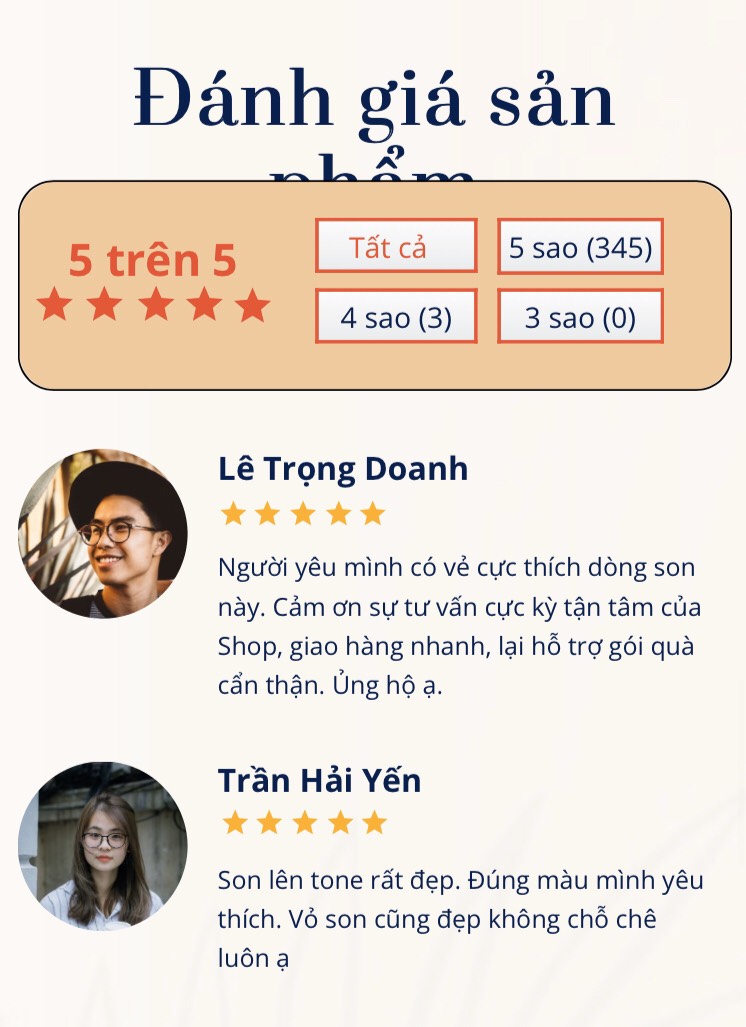 Đánh giá sản
phẩm
5 trên 5
Tất cả
5 sao (345)
4 sao (3)
3 sao (0)
Lê Trọng Doanh
Người yêu mình có vẻ cực thích dòng son
này. Cảm ơn sự tư vấn cực kỳ tận tâm của
Shop, giao hàng nhanh, lại hỗ trợ gói quà
cẩn thận. Ủng hộ ạ.
Trần Hải Yến
Son lên tone rất đẹp. Đúng màu mình yêu
thích. Vỏ son cũng đẹp không chỗ chê
luôn ạ